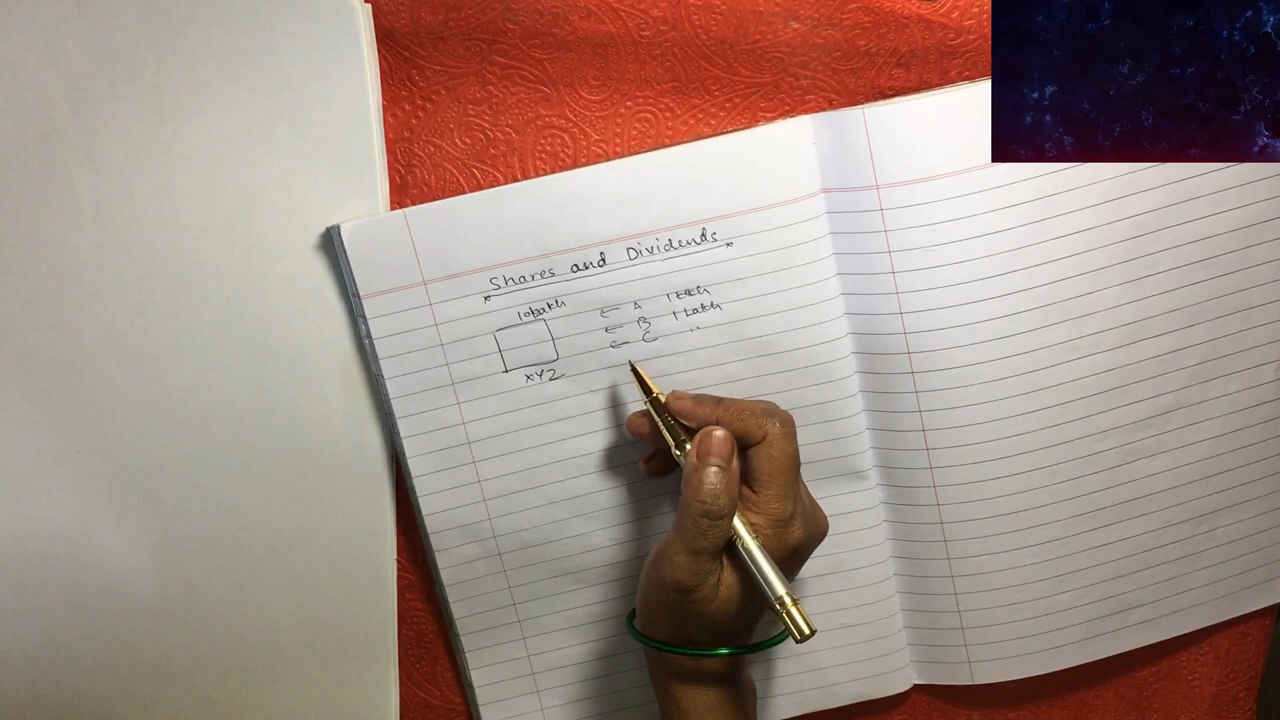 Shares and Dividends
10 Lakh
← A 1 Lakh
← B 1 Lakh
← C "
XYZ